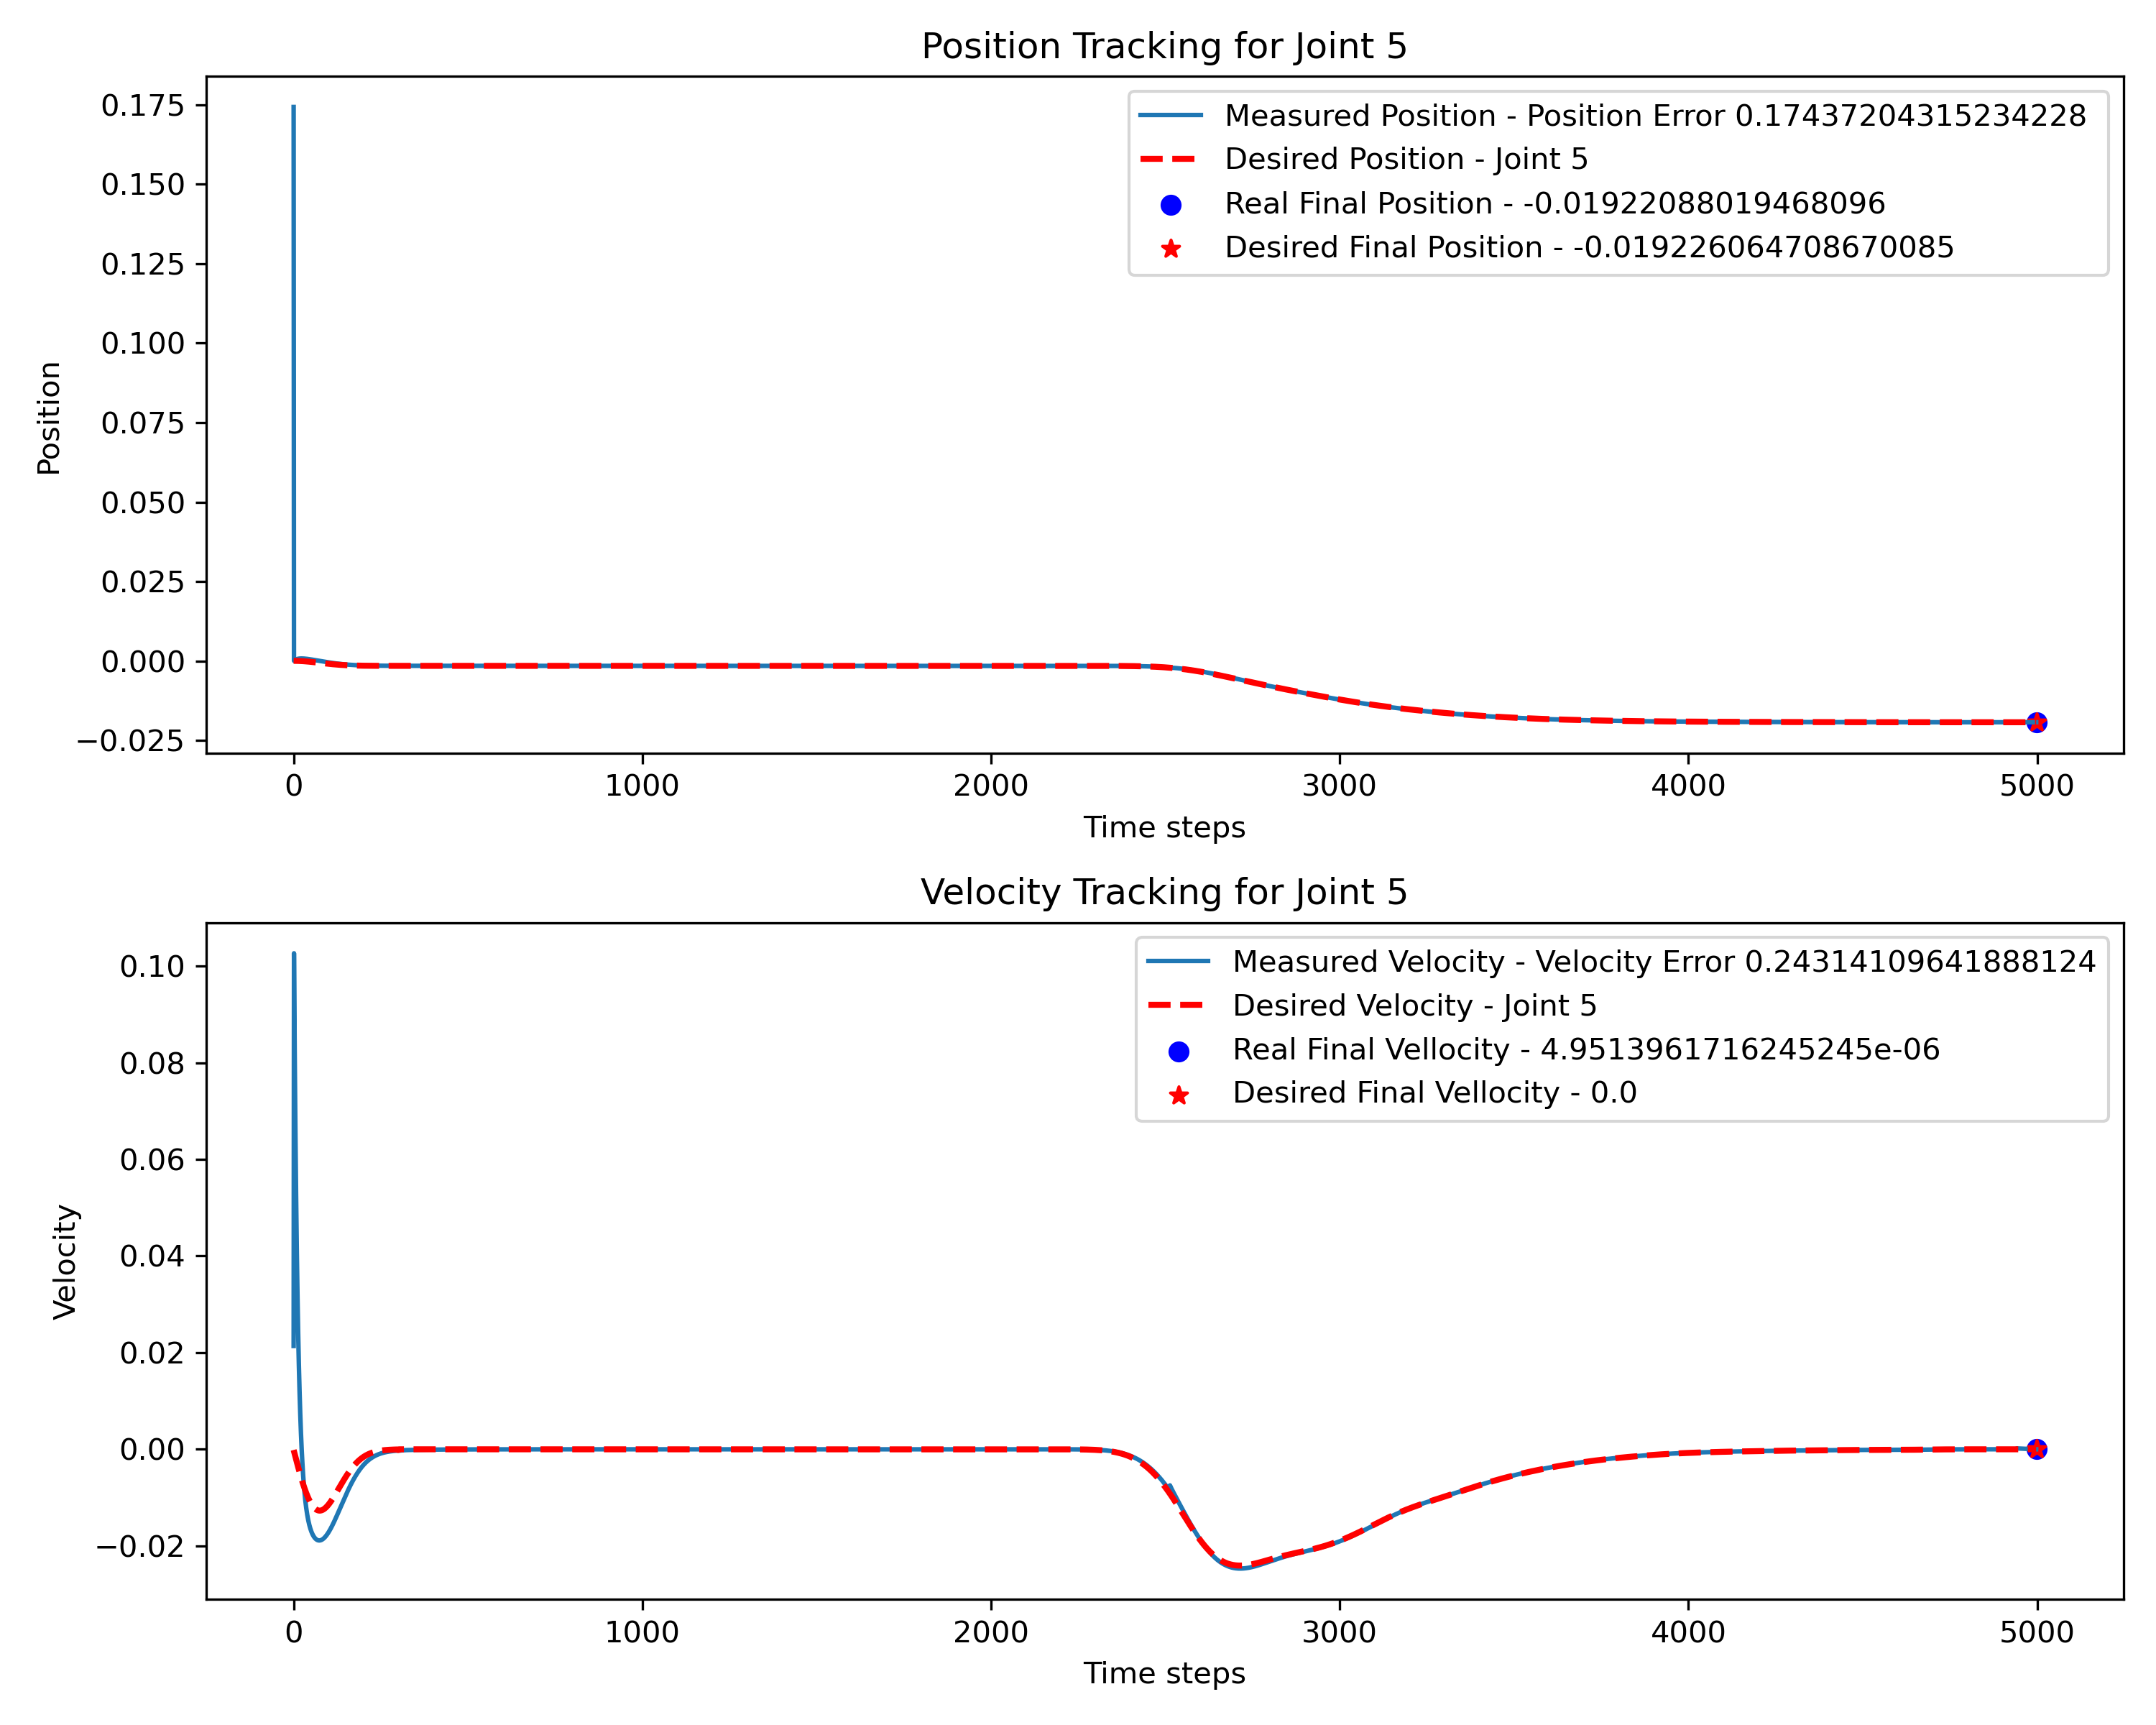 Position Tracking for Joint 5
0.175
0.150
0.125
0.100
0.075
0.050
0.025
0.000
−0.025
Position
Measured Position - Position Error 0.17437204315234228
Desired Position - Joint 5
Real Final Position - -0.01922088019468096
Desired Final Position - -0.019226064708670085
0 1000 2000 3000 4000 5000
Time steps
Velocity Tracking for Joint 5
0.10
0.08
0.06
0.04
0.02
0.00
−0.02
Velocity
Measured Velocity - Velocity Error 0.24314109641888124
Desired Velocity - Joint 5
Real Final Vellocity - 4.9513961716245245e-06
Desired Final Vellocity - 0.0
0 1000 2000 3000 4000 5000
Time steps